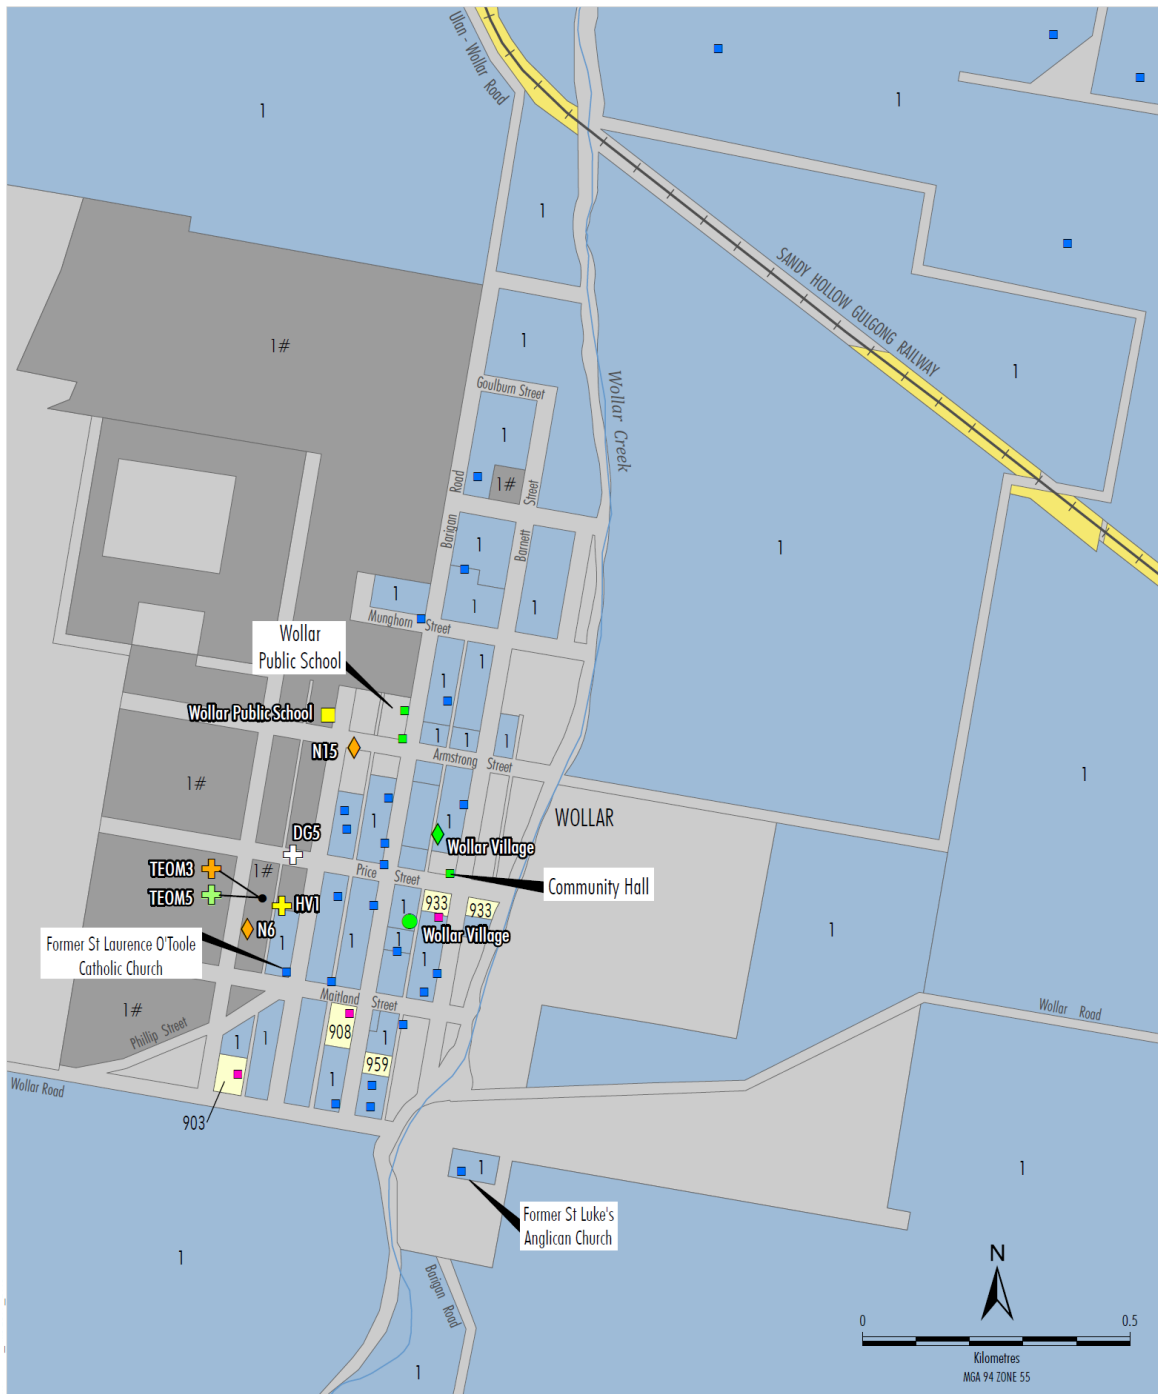 Ulan - Wollar Road
1
1
1
SANDY HOLLOW GULGONG RAILWAY
1#
1
1
Goulburn Street
Wollar Creek
1
1#
Road
Street
Barigan
Barnett
1
1
1
1
1
Munghorn Street
Wollar
Public School
1
1
Wollar Public School
N15
1
1
1
Armstrong Street
1
1#
1
1
WOLLAR
DG5
Wollar Village
TEOM3
1#
Price Street
Community Hall
TEOM5
HV1
1
933
933
N6
Wollar Village
1
1
1
1
1
Former St Laurence O'Toole
Catholic Church
1#
Maitland Street
Wollar Road
Phillip Street
908
1
1
1
959
1
Wollar Road
903
1
1
Former St Luke's
Anglican Church
1
Barigan Road
1
N
0 0.5
Kilometres
MGA 94 ZONE 55